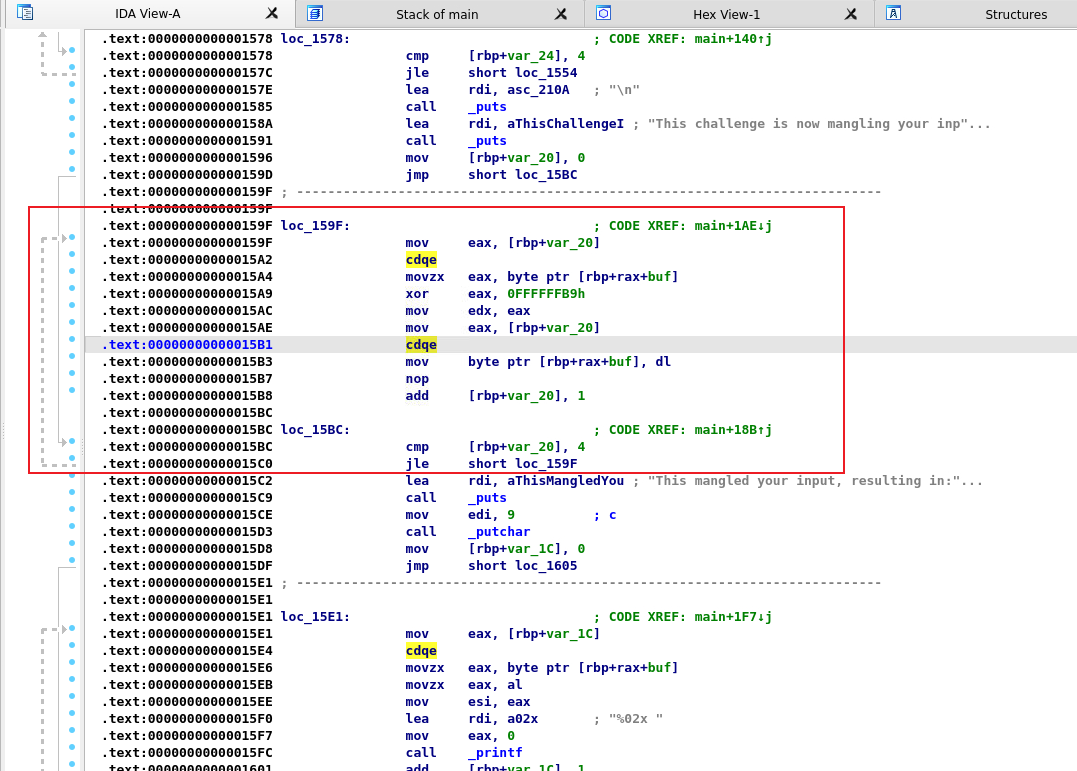 IDA View-A Stack of main Hex View-1 Structures
.text:0000000000001578 loc_1578: ; CODE XREF: main+140↑j
.text:0000000000001578 cmp [rbp+var_24], 4
.text:000000000000157C jle short loc_1554
.text:000000000000157E lea rdi, asc_210A ; "\n"
.text:0000000000001585 call _puts
.text:000000000000158A lea rdi, aThisChallengeI ; "This challenge is now mangling your inp"...
.text:0000000000001591 call _puts
.text:0000000000001596 mov [rbp+var_20], 0
.text:000000000000159D jmp short loc_15BC
.text:000000000000159F ; ---------------------------------------------------------------------------
.text:000000000000159F
.text:000000000000159F loc_159F: ; CODE XREF: main+1AE↓j
.text:000000000000159F mov eax, [rbp+var_20]
.text:00000000000015A2 cdqe
.text:00000000000015A4 movzx eax, byte ptr [rbp+rax+buf]
.text:00000000000015A9 xor eax, 0FFFFFFB9h
.text:00000000000015AC mov edx, eax
.text:00000000000015AE mov eax, [rbp+var_20]
.text:00000000000015B1 cdqe
.text:00000000000015B3 mov byte ptr [rbp+rax+buf], dl
.text:00000000000015B7 nop
.text:00000000000015B8 add [rbp+var_20], 1
.text:00000000000015BC
.text:00000000000015BC loc_15BC: ; CODE XREF: main+18B↑j
.text:00000000000015BC cmp [rbp+var_20], 4
.text:00000000000015C0 jle short loc_159F
.text:00000000000015C2 lea rdi, aThisMangledYou ; "This mangled your input, resulting in:"...
.text:00000000000015C9 call _puts
.text:00000000000015CE mov edi, 9 ; c
.text:00000000000015D3 call _putchar
.text:00000000000015D8 mov [rbp+var_1C], 0
.text:00000000000015DF jmp short loc_1605
.text:00000000000015E1 ; ---------------------------------------------------------------------------
.text:00000000000015E1
.text:00000000000015E1 loc_15E1: ; CODE XREF: main+1F7↓j
.text:00000000000015E1 mov eax, [rbp+var_1C]
.text:00000000000015E4 cdqe
.text:00000000000015E6 movzx eax, byte ptr [rbp+rax+buf]
.text:00000000000015EB movzx eax, al
.text:00000000000015EE mov esi, eax
.text:00000000000015F0 lea rdi, a02x ; "%02x "
.text:00000000000015F7 mov eax, 0
.text:00000000000015FC call _printf
.text:0000000000001601 add [rbp+var_1C], 1